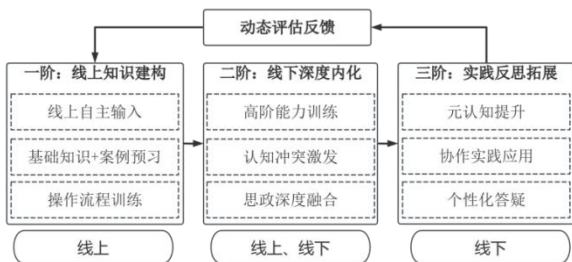 动态评估反馈
一阶：线上知识建构
线上自主输入
基础知识+案例预习
操作流程训练
线上
二阶：线下深度内化
高阶能力训练
认知冲突激发
思政深度融合
线上、线下
三阶：实践反思拓展
元认知提升
协作实践应用
个性化答疑
线下